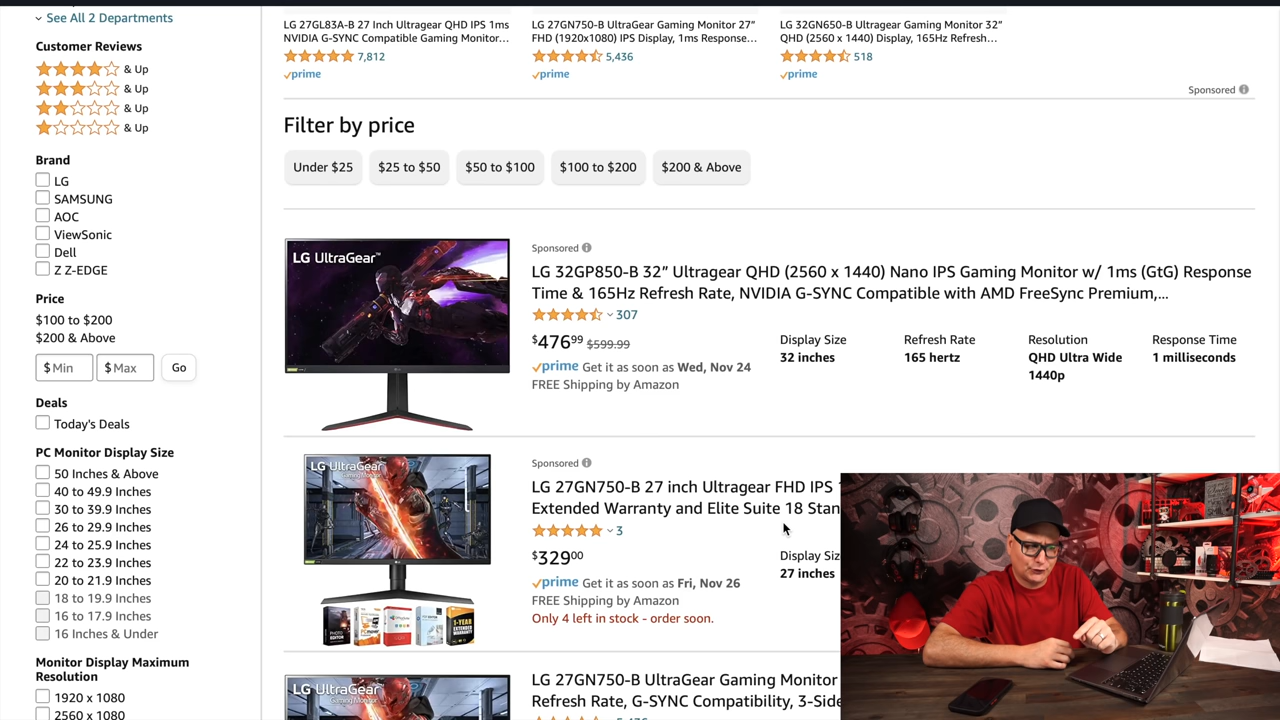 See All 2 Departments
Customer Reviews
& Up
& Up
& Up
& Up
Brand
LG
SAMSUNG
AOC
ViewSonic
Dell
Z Z-EDGE
Price
$100 to $200
$200 & Above
$ Min
$ Max
Go
Deals
Today's Deals
PC Monitor Display Size
50 Inches & Above
40 to 49.9 Inches
30 to 39.9 Inches
26 to 29.9 Inches
24 to 25.9 Inches
22 to 23.9 Inches
20 to 21.9 Inches
18 to 19.9 Inches
16 to 17.9 Inches
16 Inches & Under
Monitor Display Maximum
Resolution
1920 x 1080
2560 x 1080
LG 27GL83A-B 27 Inch Ultragear QHD IPS 1ms
NVIDIA G-SYNC Compatible Gaming Monitor...
7,812
prime
LG 27GN750-B UltraGear Gaming Monitor 27"
FHD (1920x1080) IPS Display, 1ms Response...
5,436
prime
LG 32GN650-B Ultragear Gaming Monitor 32"
QHD (2560 x 1440) Display, 165Hz Refresh...
518
prime
Sponsored
Filter by price
Under $25
$25 to $50
$50 to $100
$100 to $200
$200 & Above
LG UltraGear™
Sponsored
LG 32GP850-B 32" Ultragear QHD (2560 x 1440) Nano IPS Gaming Monitor w/ 1ms (GtG) Response
Time & 165Hz Refresh Rate, NVIDIA G-SYNC Compatible with AMD FreeSync Premium,...
307
$476 99 $599.99
prime Get it as soon as Wed, Nov 24
FREE Shipping by Amazon
Display Size
32 inches
Refresh Rate
165 hertz
Resolution
QHD Ultra Wide
1440p
Response Time
1 milliseconds
LG UltraGear
Gaming Monitor
Sponsored
LG 27GN750-B 27 inch Ultragear FHD IPS
Extended Warranty and Elite Suite 18 Stan
3
$329 00
prime Get it as soon as Fri, Nov 26
FREE Shipping by Amazon
Only 4 left in stock - order soon.
Display Siz
27 inches
LG UltraGear
Gaming Monitor
LG 27GN750-B UltraGear Gaming Monitor
Refresh Rate, G-SYNC Compatibility, 3-Side